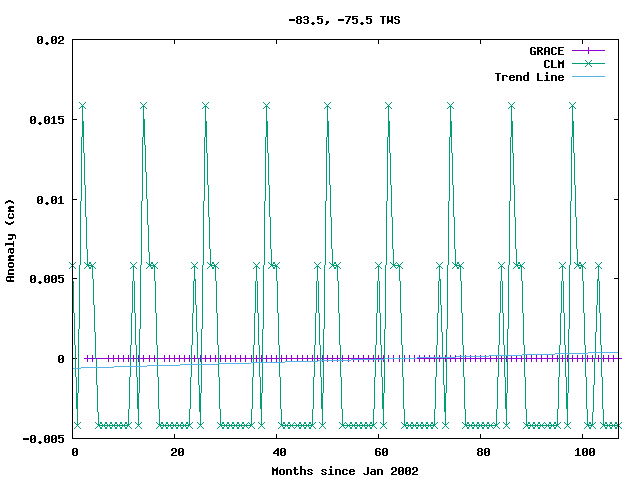 -83.5, -75.5 TWS
GRACE
CLM
Trend Line
0.02
0.015
0.01
0.005
0
-0.005
Anomaly (cm)
0 20 40 60 80 100
Months since Jan 2002